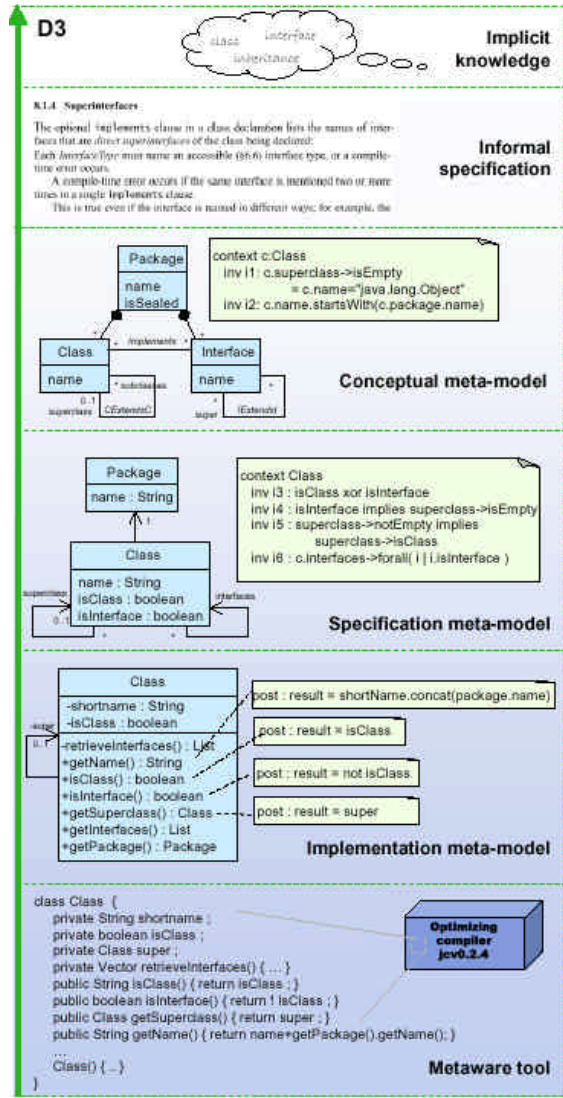 D3
class
interface
inheritance
Implicit
knowledge
8.1.4 Superinterfaces
The optional implements clause in a class declaration lists the names of inter-
faces that are direct superinterfaces of the class being declared:
Each InterfaceType must name an accessible (§6.6) interface type, or a compile-
time error occurs.
A compile-time error occurs if the same interface is mentioned two or more
times in a single implements clause
This is true even if the interface is named in different ways; for example, the
Informal
specification
Package
name
isSealed
context c:Class
inv i1: c.superclass->isEmpty
= c.name="java.lang.Object"
inv i2: c.name.startsWith(c.package.name)
* *
Class
* Implements *
Interface
name
name
* subclasses
0..1
superclass
CExtendsC
*
*
super
IExtendsI
Conceptual meta-model
Package
name : String
1
context Class
inv i3 : isClass xor isInterface
inv i4 : isInterface implies superclass->isEmpty
inv i5 : superclass->notEmpty implies
superclass->isClass
inv i6 : c.interfaces->forall( i | i.isInterface )
Class
name : String
isClass : boolean
isInterface : boolean
superclass
0..1
*
interfaces
*
Specification meta-model
Class
-shortname : String
-isClass : boolean
-super
0..1
-retrieveInterfaces() : List
+getName() : String
+isClass() : boolean
+isInterface() : boolean
+getSuperclass() : Class
+getInterfaces() : List
+getPackage() : Package
post : result = shortName.concat(package.name)
post : result = isClass
post : result = not isClass
post : result = super
Implementation meta-model
class Class {
private String shortname ;
private boolean isClass ;
private Class super ;
private Vector retrieveInterfaces() { ... }
public String isClass() { return isClass ; }
public boolean isInterface() { return ! isClass ; }
public Class getSuperclass() { return super ; }
public String getName() { return name+getPackage().getName(); }
...
Class() { .. }
}
Optimizing
compiler
jcv0.2.4
Metaware tool